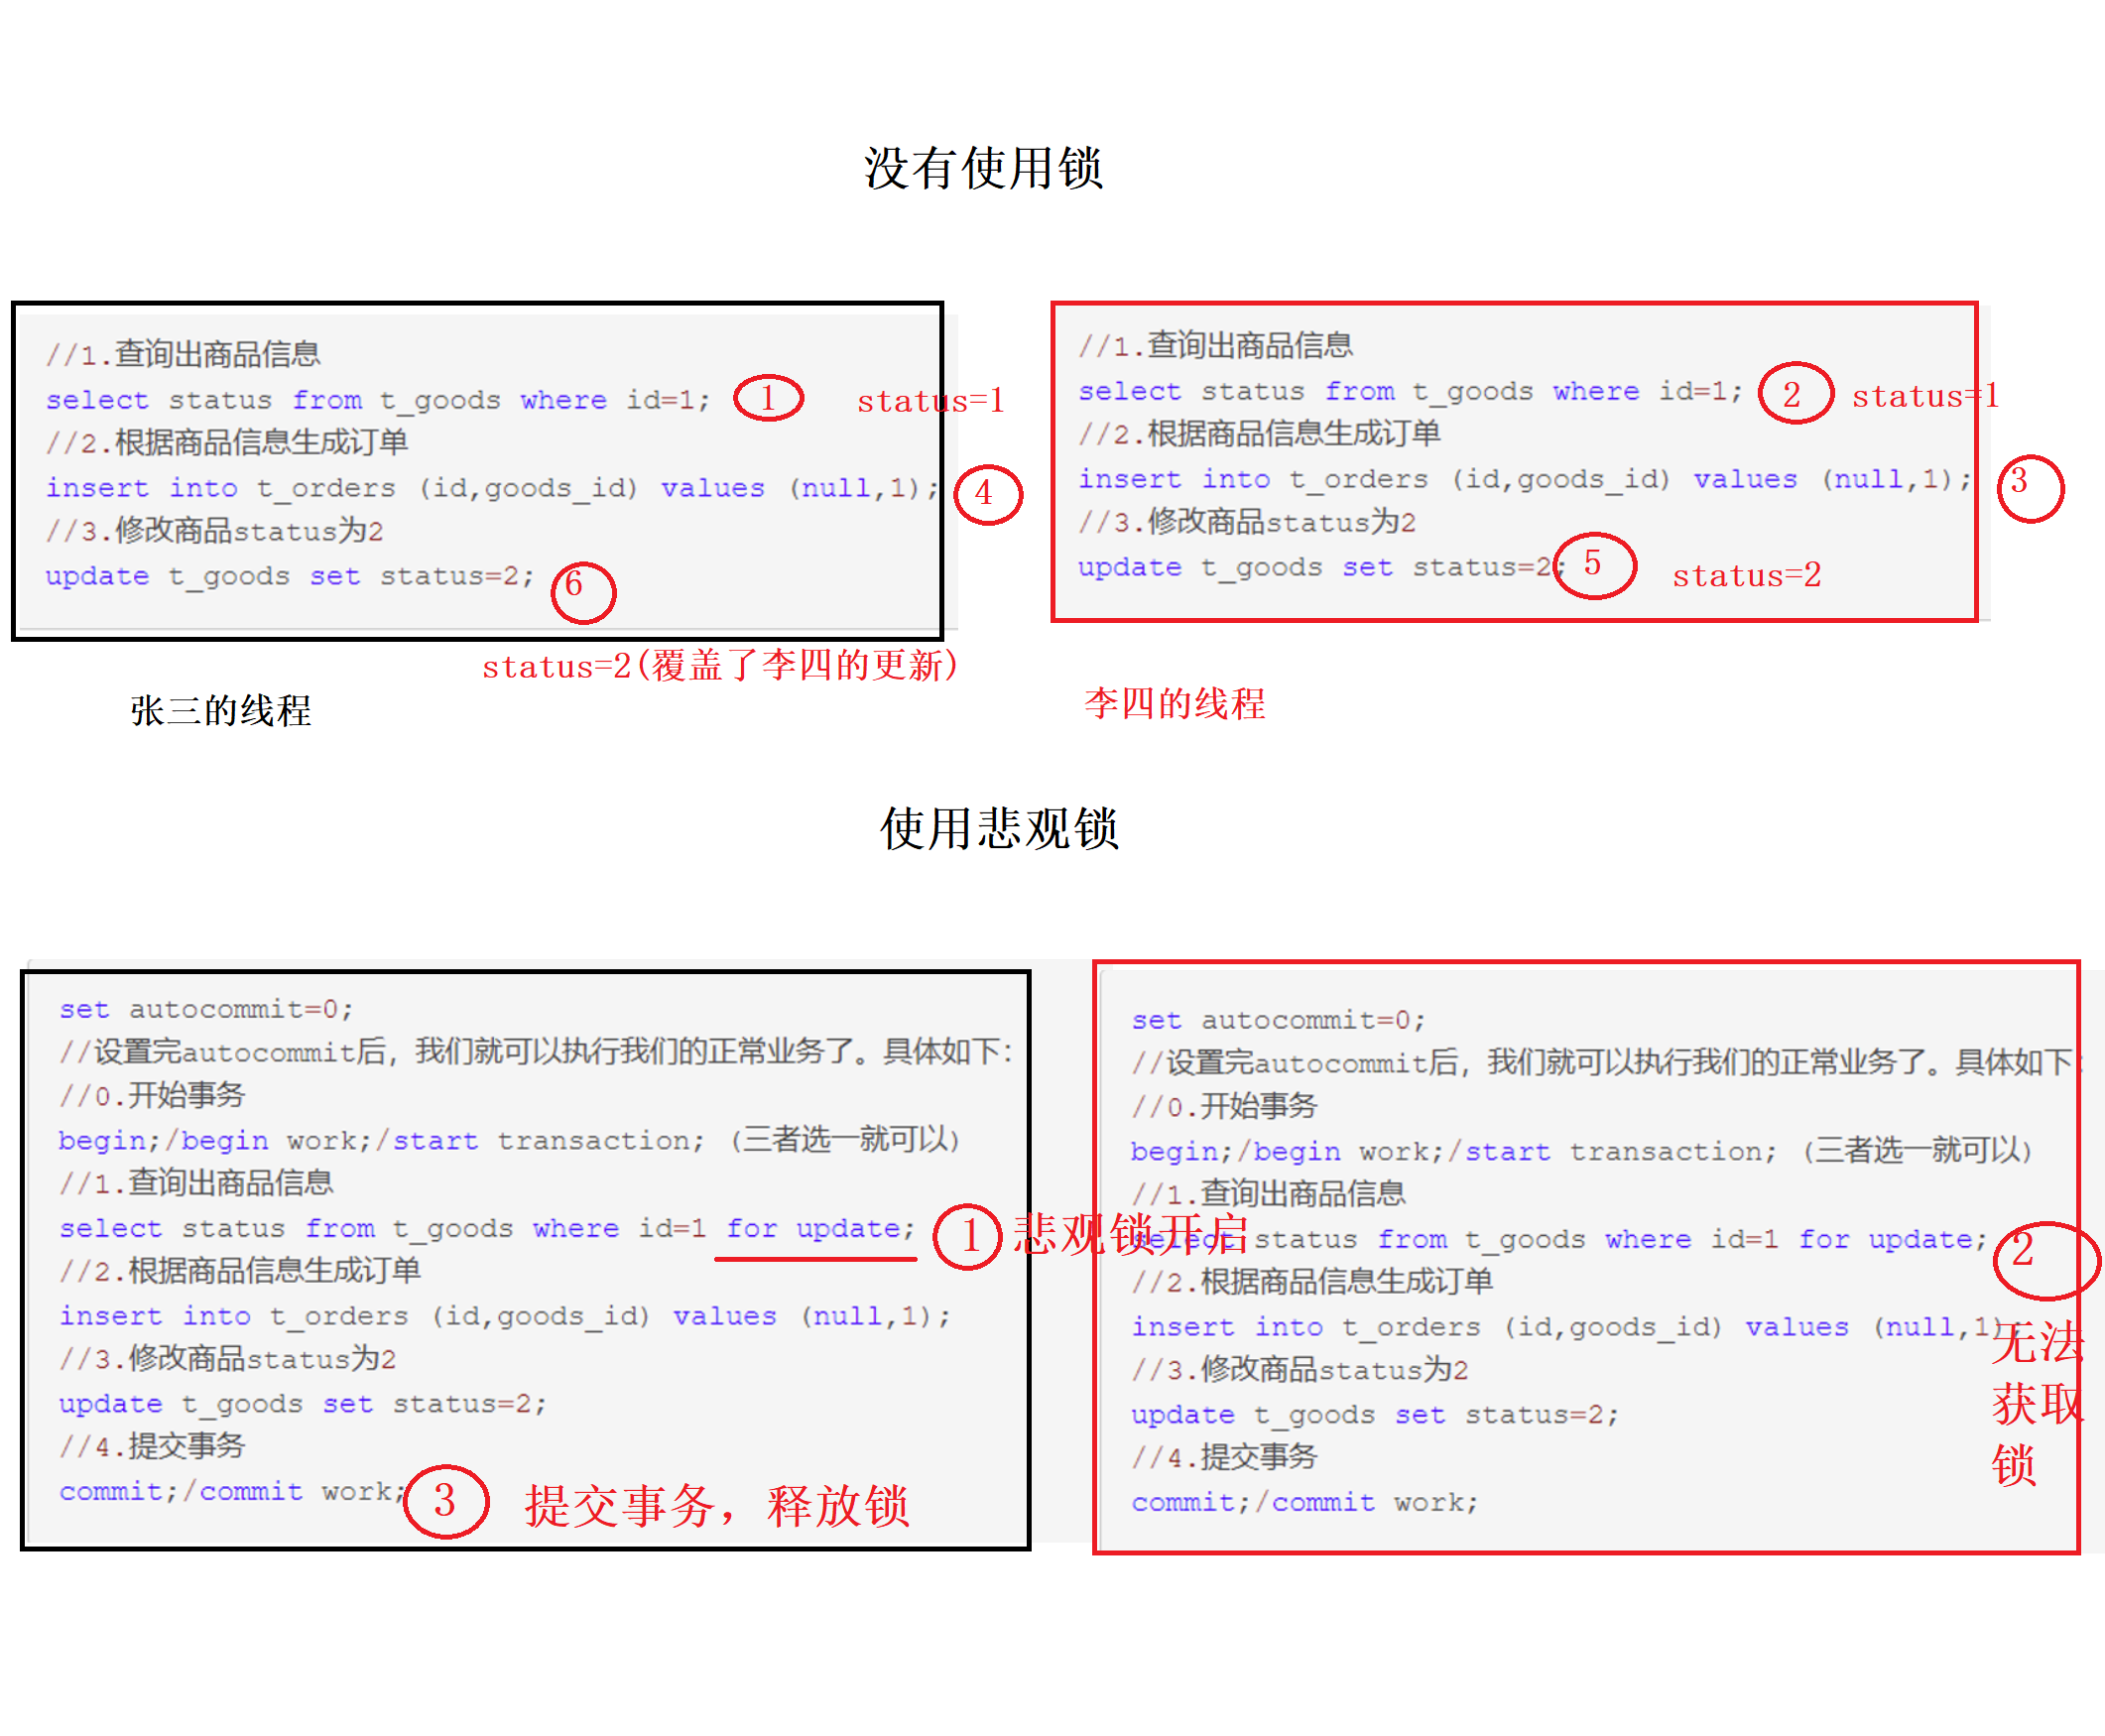 没有使用锁
//1.查询出商品信息
select status from t_goods where id=1; 1 status=1
//2.根据商品信息生成订单
insert into t_orders (id,goods_id) values (null,1); 4
//3.修改商品status为2
update t_goods set status=2; 6
status=2(覆盖了李四的更新)
张三的线程
//1.查询出商品信息
select status from t_goods where id=1; 2 status=1
//2.根据商品信息生成订单
insert into t_orders (id,goods_id) values (null,1); 3
//3.修改商品status为2
update t_goods set status=2; 5 status=2
李四的线程
使用悲观锁
set autocommit=0;
//设置完autocommit后，我们就可以执行我们的正常业务了。具体如下：
//0.开始事务
begin;/begin work;/start transaction; (三者选一就可以)
//1.查询出商品信息
select status from t_goods where id=1 for update; 1 悲观锁开启
//2.根据商品信息生成订单
insert into t_orders (id,goods_id) values (null,1);
//3.修改商品status为2
update t_goods set status=2;
//4.提交事务
commit;/commit work; 3 提交事务，释放锁
set autocommit=0;
//设置完autocommit后，我们就可以执行我们的正常业务了。具体如下：
//0.开始事务
begin;/begin work;/start transaction; (三者选一就可以)
//1.查询出商品信息
select status from t_goods where id=1 for update; 2
//2.根据商品信息生成订单
insert into t_orders (id,goods_id) values (null,1);
//3.修改商品status为2
update t_goods set status=2;
//4.提交事务
commit;/commit work;
无法
获取
锁